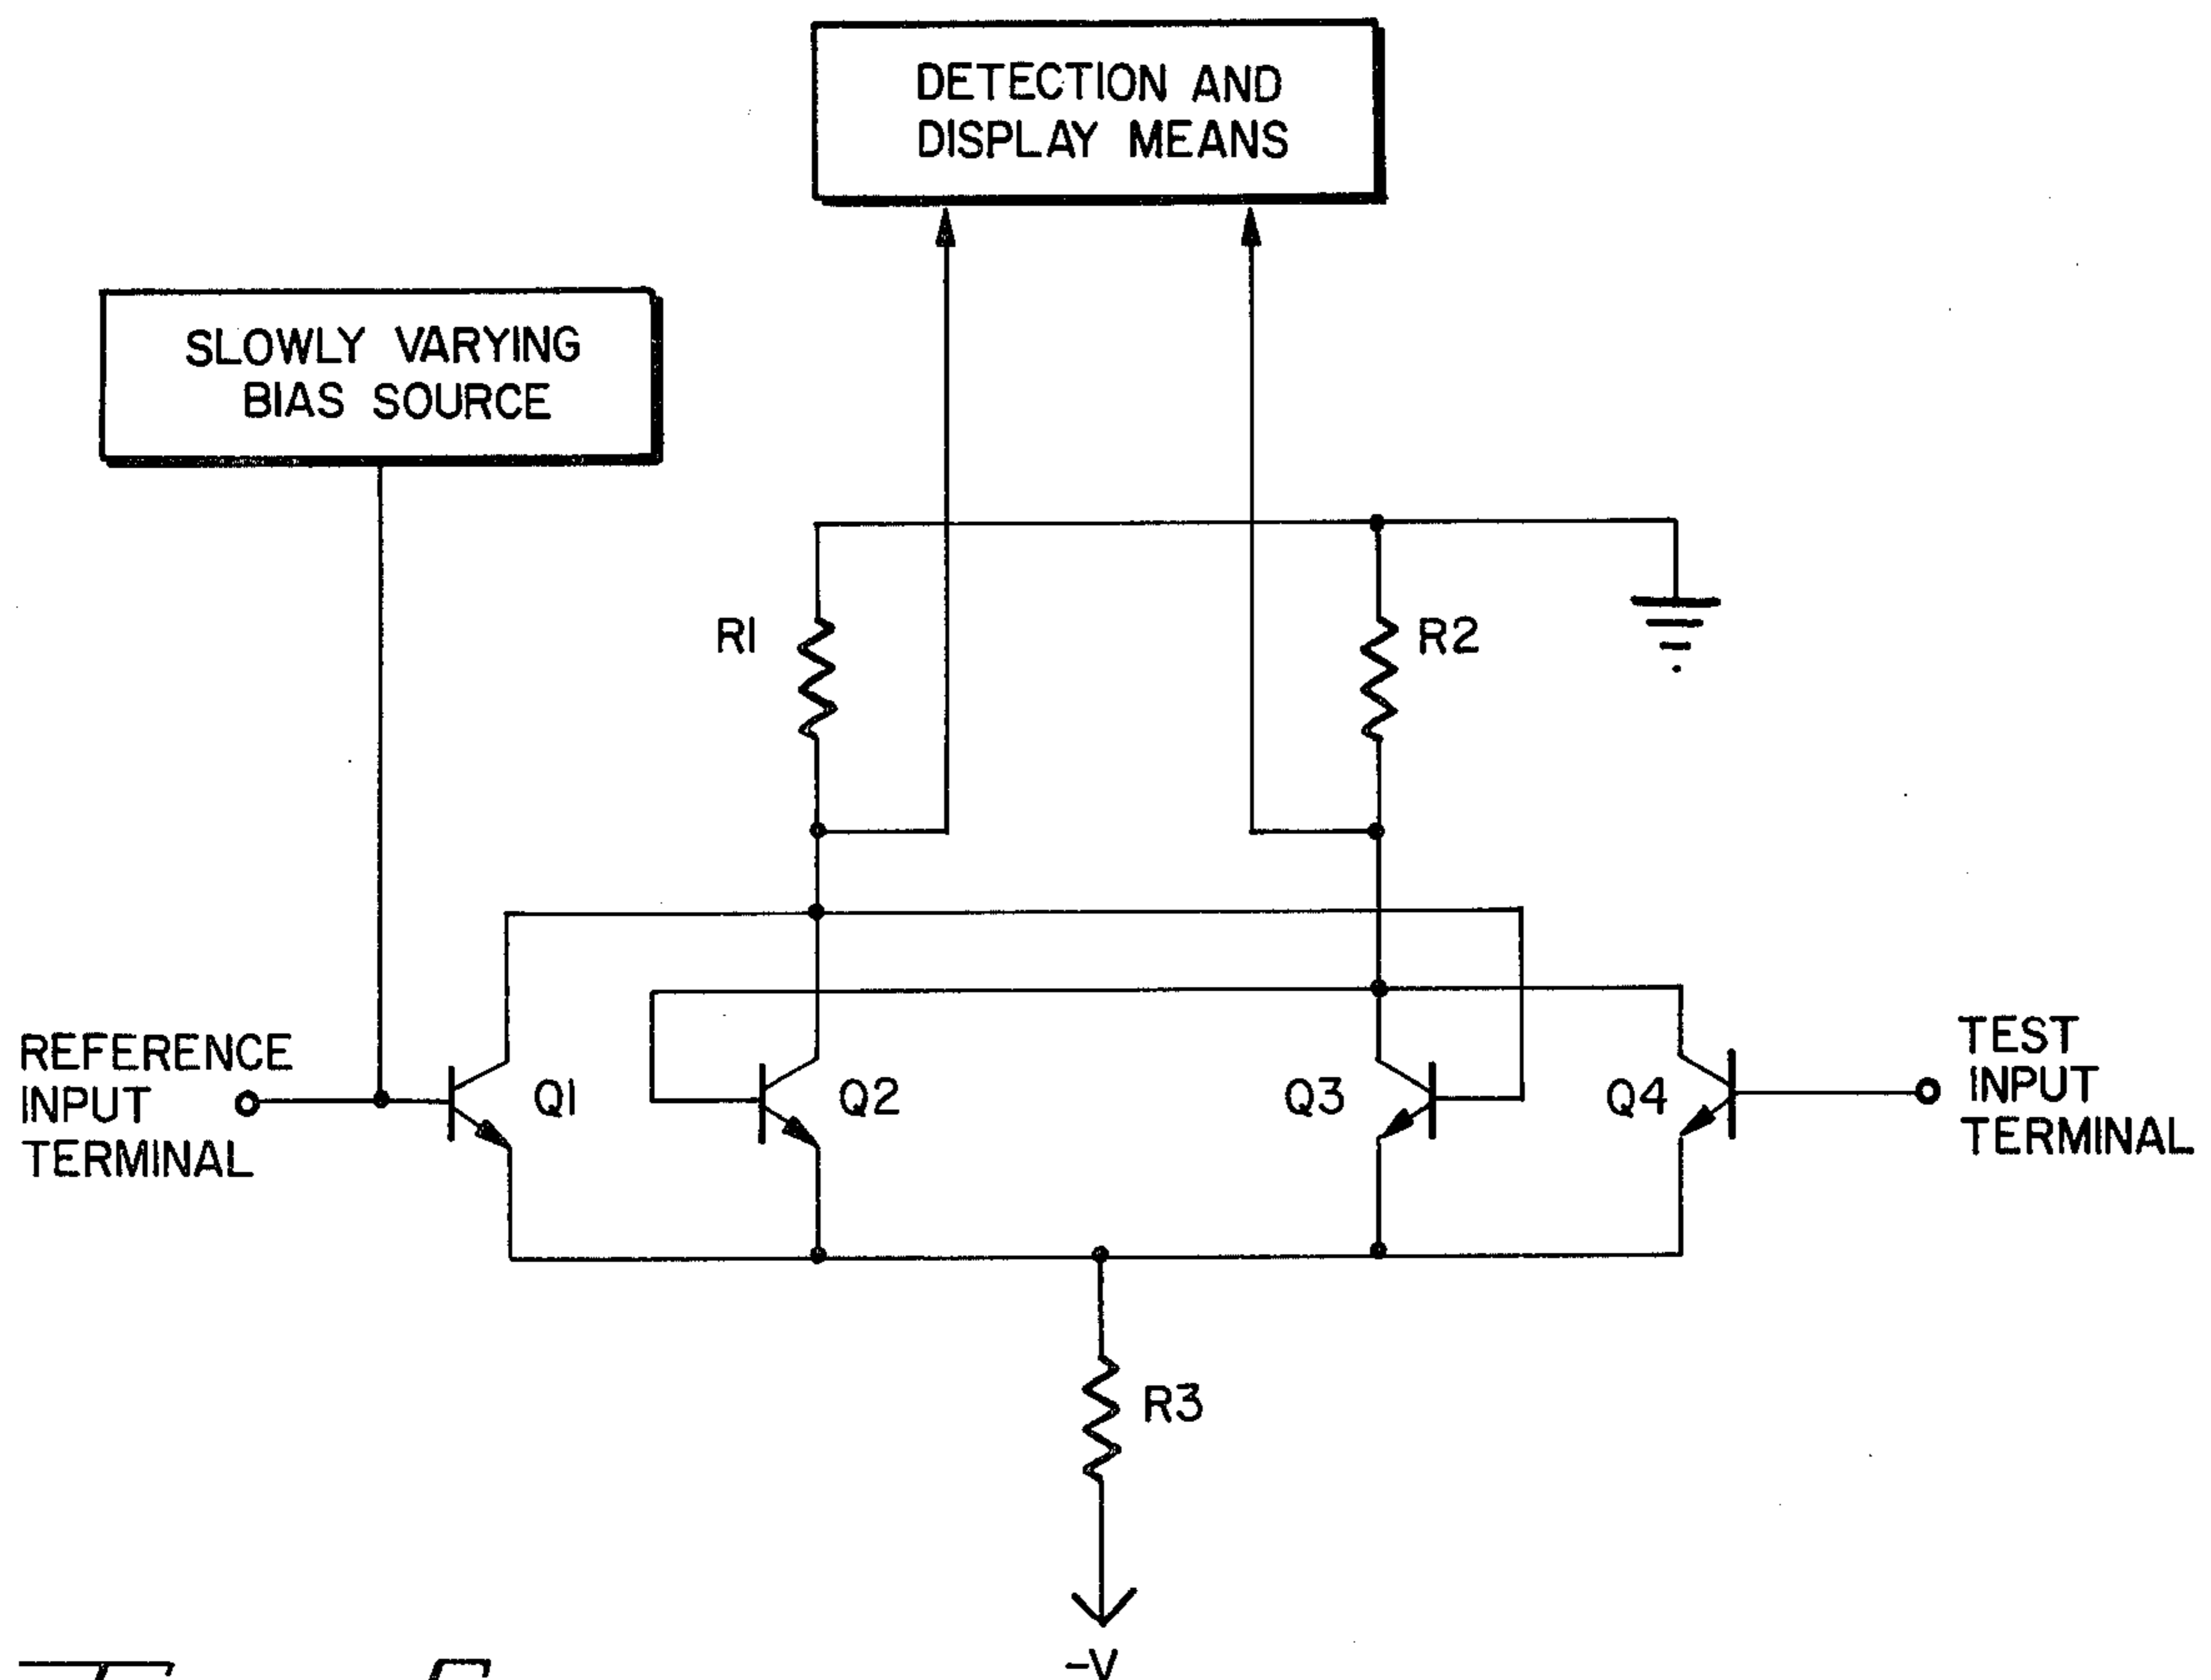 DETECTION AND
DISPLAY MEANS
SLOWLY VARYING
BIAS SOURCE
R1
R2
REFERENCE
INPUT
TERMINAL
Q1
Q2
Q3
Q4
TEST
INPUT
TERMINAL
R3
-V